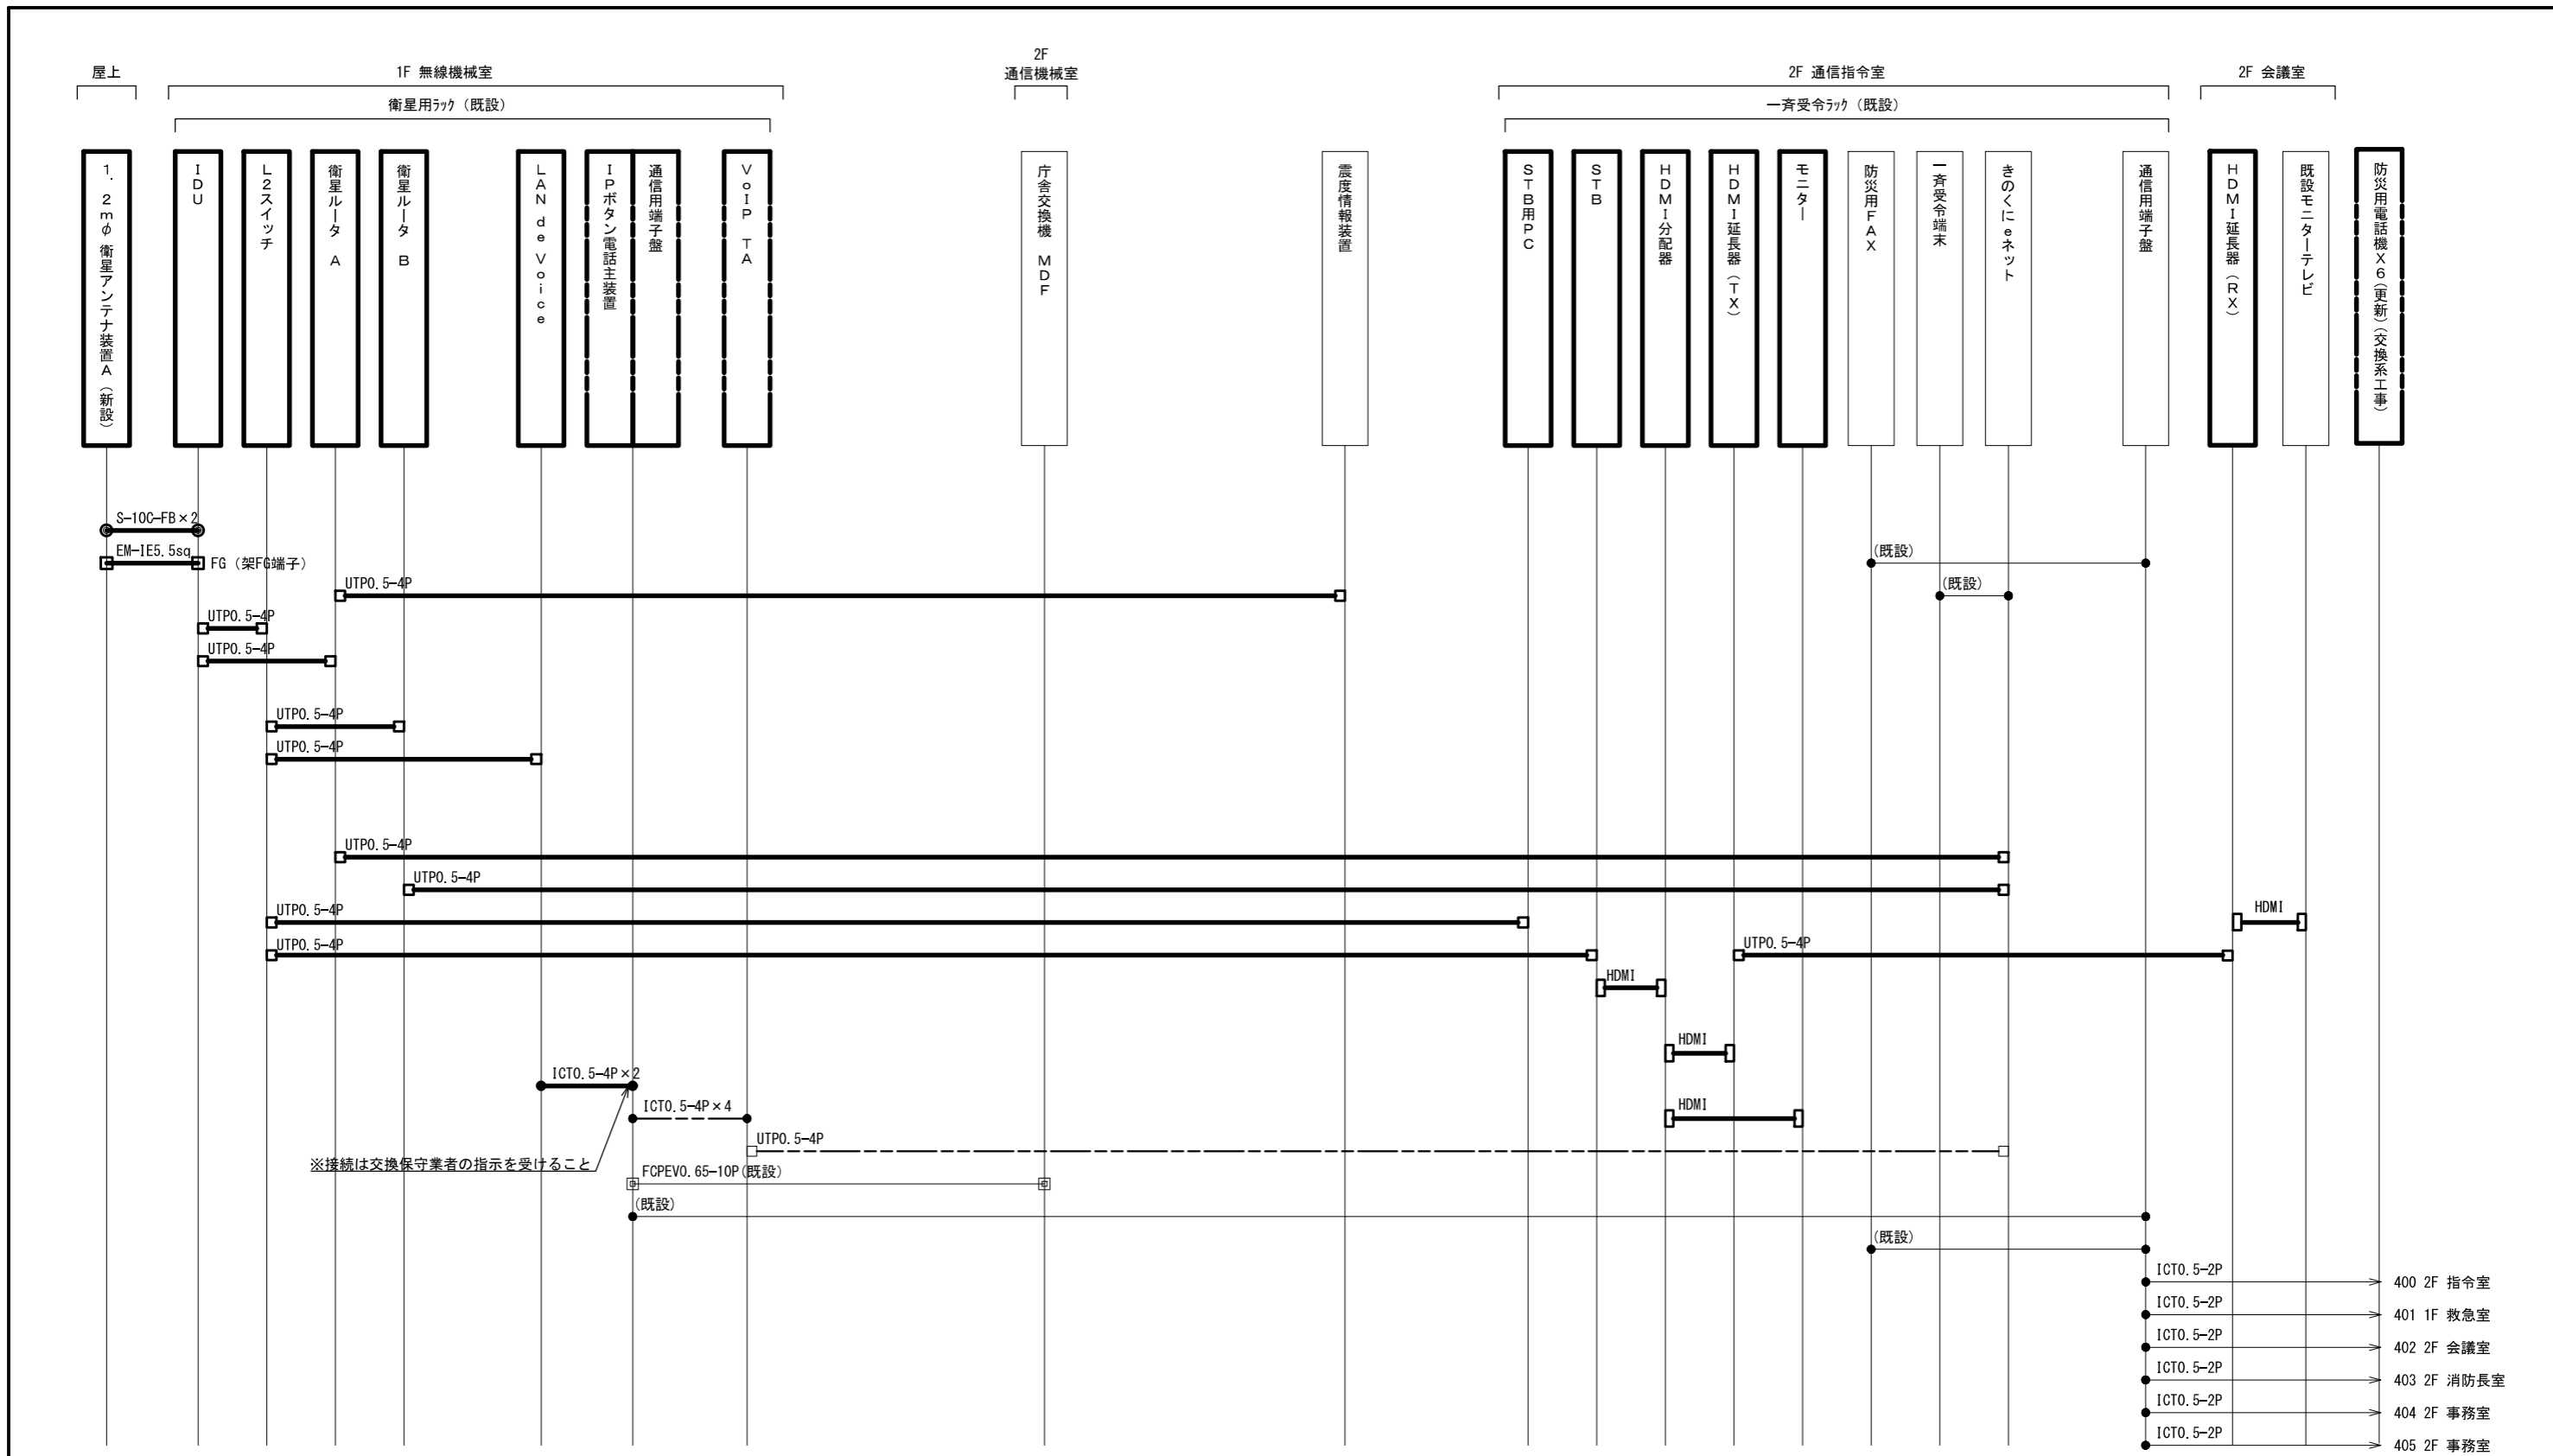 屋上
1F 無線機械室
2F
通信機械室
2F 通信指令室
2F 会議室
衛星用ﾗｯｸ（既設）
一斉受令ﾗｯｸ（既設）
１．２ｍφ 衛星アンテナ装置Ａ（新設）
ＩＤＵ
Ｌ２スイッチ
衛星ルータ Ａ
衛星ルータ Ｂ
ＬＡＮ ｄｅ Ｖｏｉｃｅ
ＩＰボタン電話主装置
通信用端子盤
ＶｏＩＰ ＴＡ
庁舎交換機 ＭＤＦ
震度情報装置
ＳＴＢ用ＰＣ
ＳＴＢ
ＨＤＭＩ分配器
ＨＤＭＩ延長器（ＴＸ）
モニター
防災用ＦＡＸ
一斉受令端末
きのくにｅネット
通信用端子盤
ＨＤＭＩ延長器（ＲＸ）
既設モニターテレビ
防災用電話機Ｘ６（更新）（交換系工事）
S-10C-FB×2
EM-IE5.5sq
FG（架FG端子）
(既設)
UTP0.5-4P
(既設)
UTP0.5-4P
UTP0.5-4P
UTP0.5-4P
UTP0.5-4P
UTP0.5-4P
UTP0.5-4P
UTP0.5-4P
HDMI
UTP0.5-4P
UTP0.5-4P
HDMI
HDMI
ICT0.5-4P×2
ICT0.5-4P×4
HDMI
UTP0.5-4P
※接続は交換保守業者の指示を受けること
FCPEV0.65-10P(既設)
(既設)
(既設)
ICT0.5-2P
400 2F 指令室
ICT0.5-2P
401 1F 救急室
ICT0.5-2P
402 2F 会議室
ICT0.5-2P
403 2F 消防長室
ICT0.5-2P
404 2F 事務室
ICT0.5-2P
405 2F 事務室